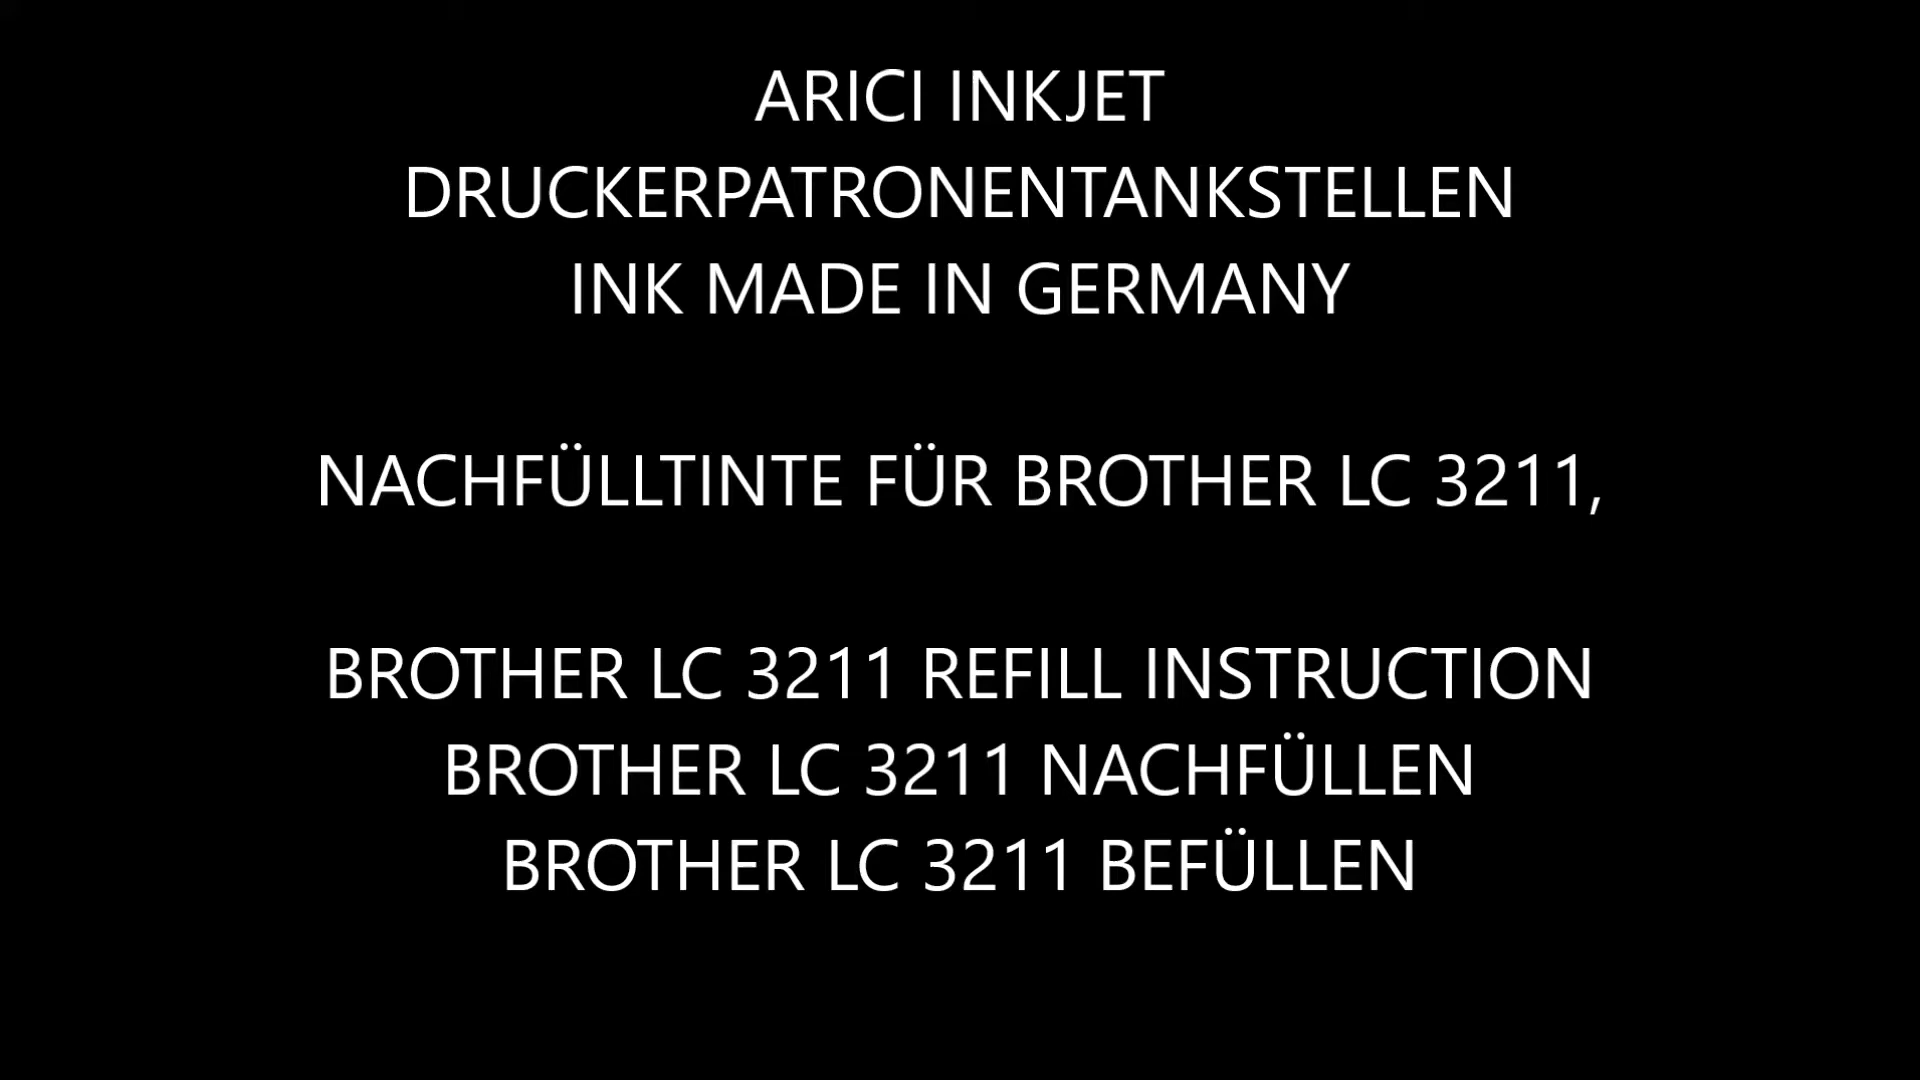 ARICI INKJET
DRUCKERPATRONENTANKSTELLEN
INK MADE IN GERMANY
NACHFÜLLTINTE FÜR BROTHER LC 3211,
BROTHER LC 3211 REFILL INSTRUCTION
BROTHER LC 3211 NACHFÜLLEN
BROTHER LC 3211 BEFÜLLEN